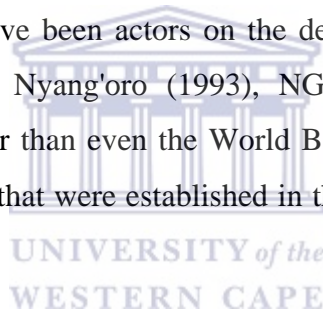 ve been actors on the de
Nyang'oro (1993), NG
r than even the World B
that were established in th
UNIVERSITY of the
WESTERN CAPE